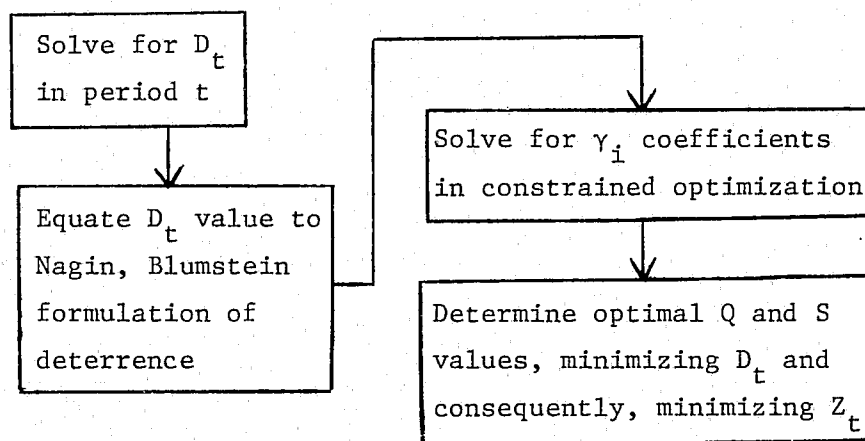 Solve for D_t
in period t
Equate D_t value to
Nagin, Blumstein
formulation of
deterrence
Solve for γ_i coefficients
in constrained optimization
Determine optimal Q and S
values, minimizing D_t and
consequently, minimizing Z_t